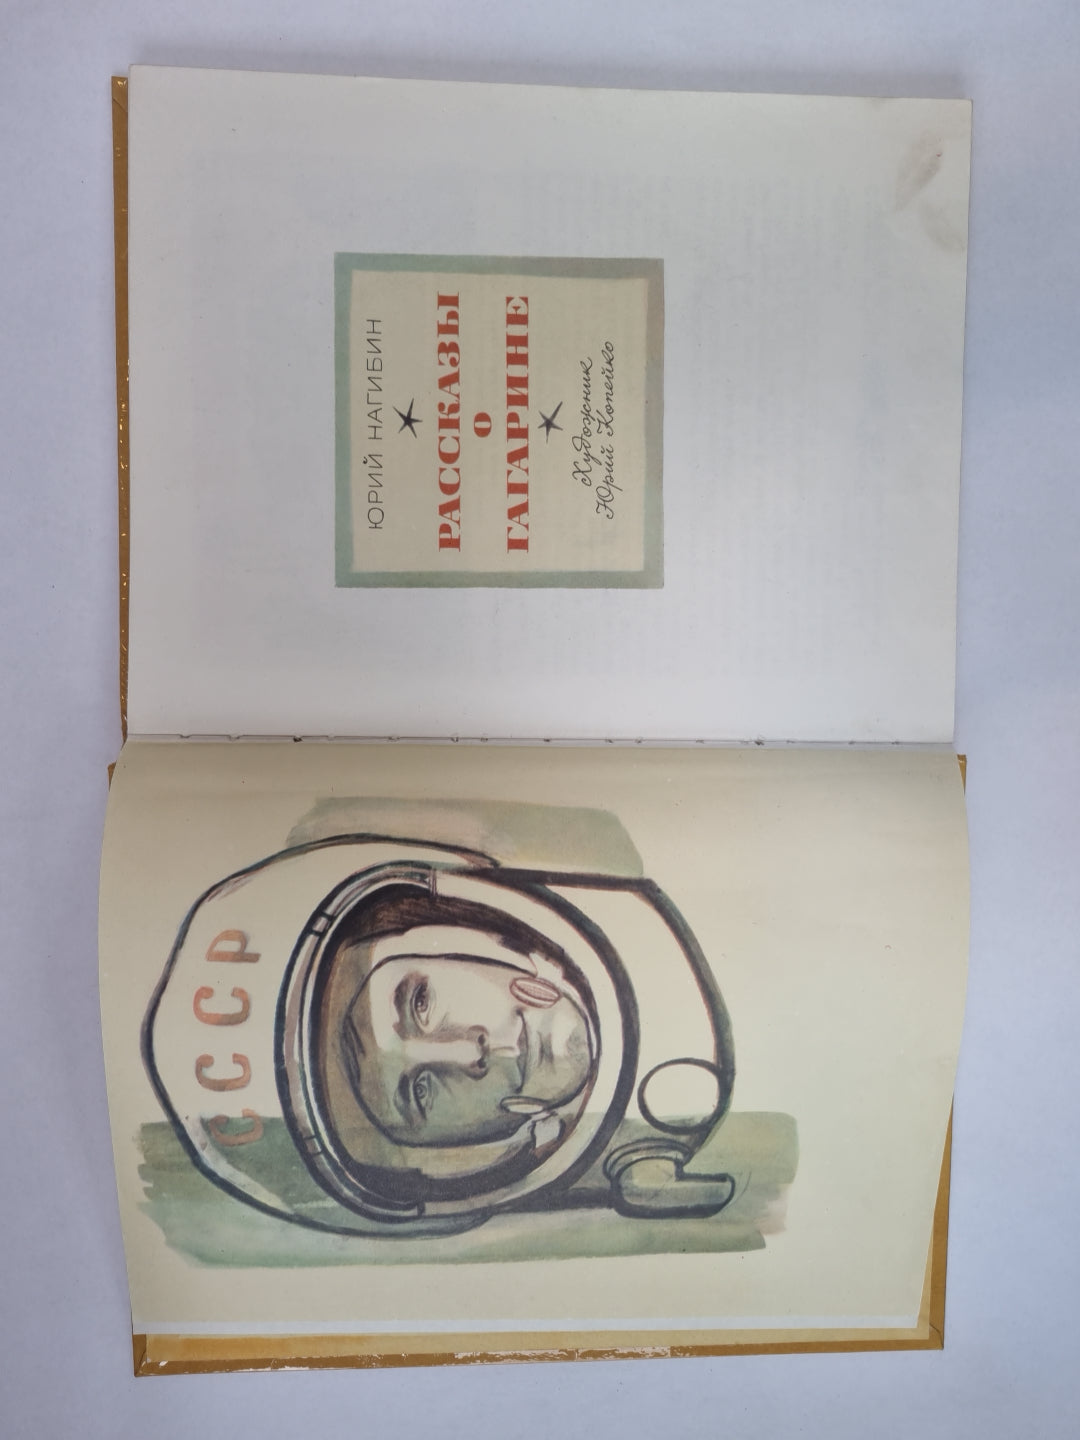 СССР
ЮРИЙ НАГИБИН
РАССКАЗЫ
О
ГАГАРИНЕ
Художник
Юрий Копейко